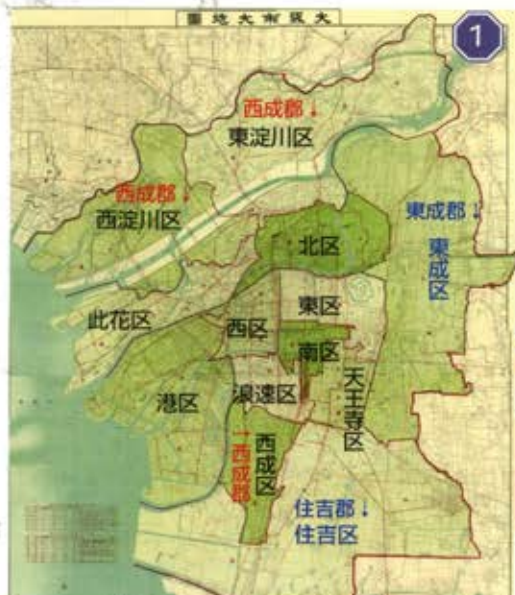 大阪市大地図
1
西成郡↓
東淀川区
西成郡↓
西淀川区
東成郡↓
東成区
北区
此花区
西区
東区
南区
港区
浪速区
天王寺区
↑西成郡
西成区
住吉郡↓
住吉区